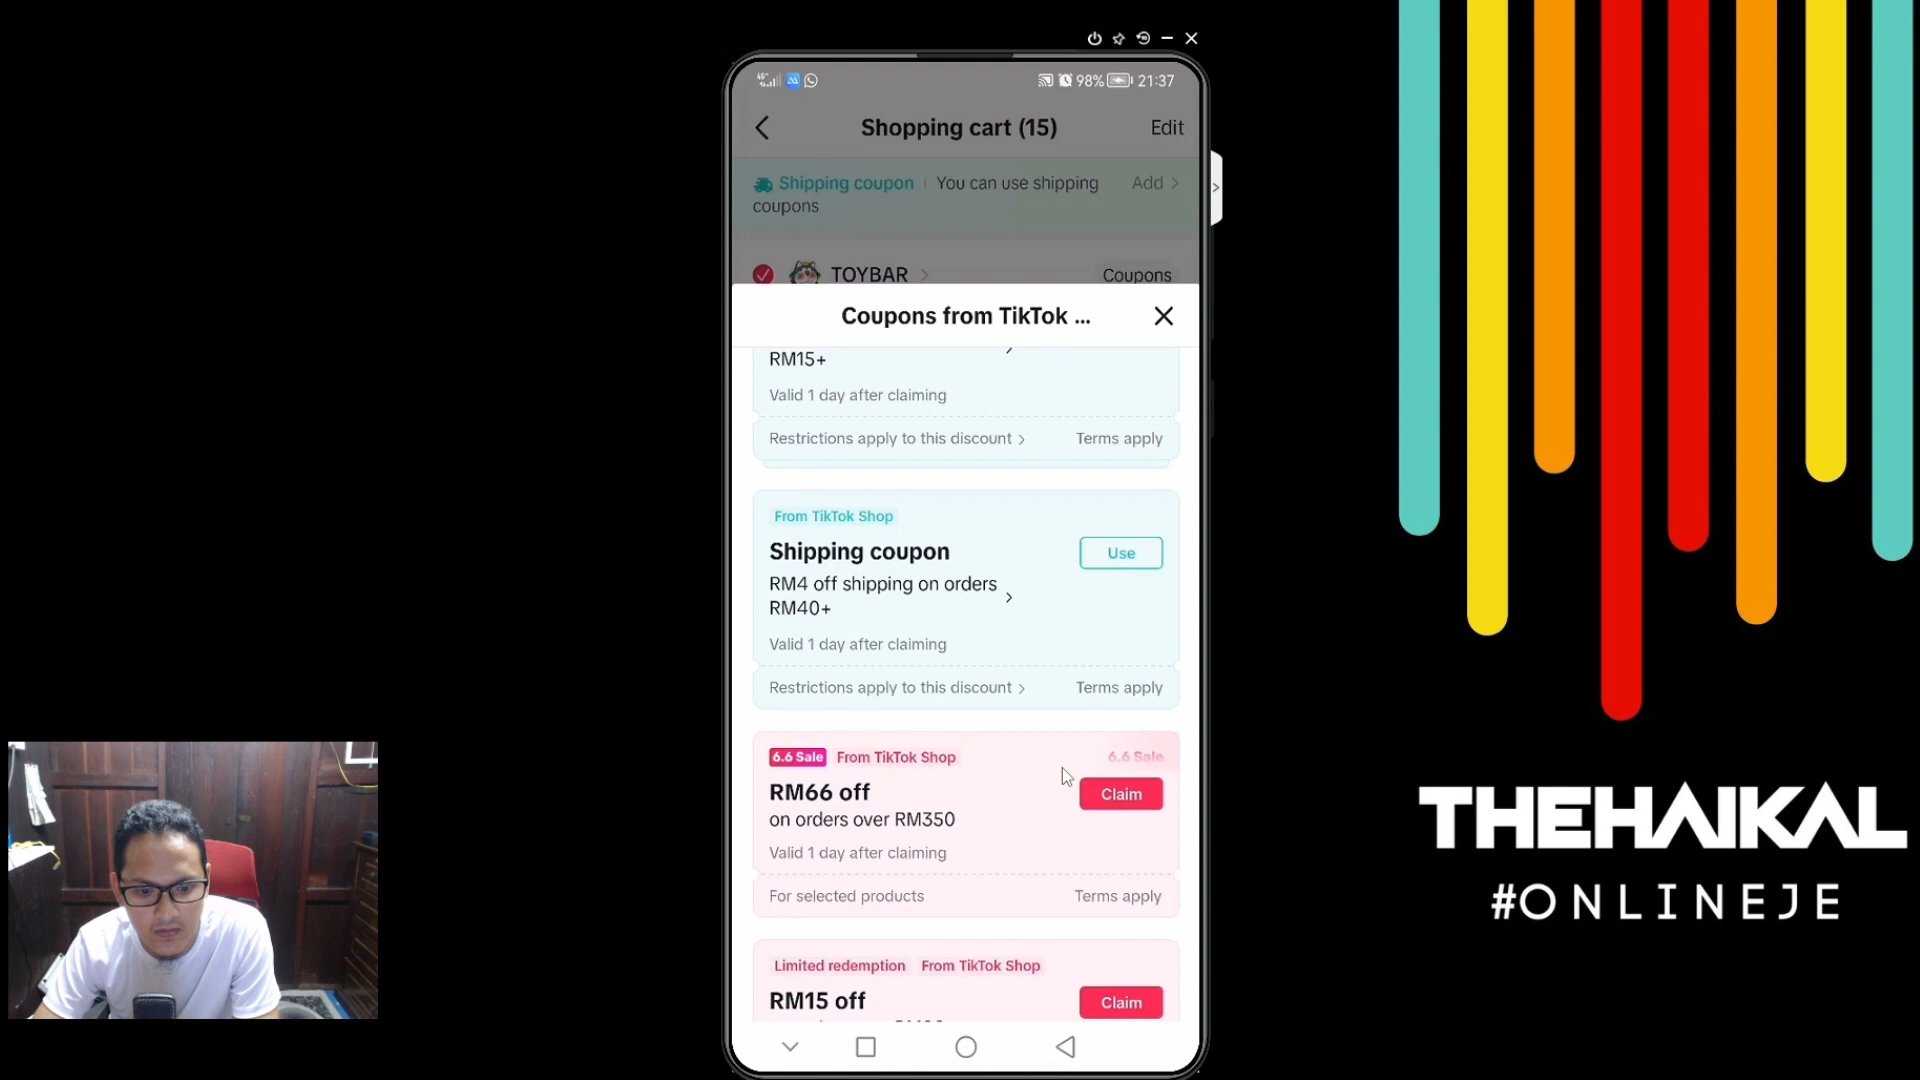 98% 21:37
Shopping cart (15) Edit
Shipping coupon You can use shipping Add
coupons
TOYBAR Coupons
Coupons from TikTok ...
RM15+
Valid 1 day after claiming
Restrictions apply to this discount Terms apply
From TikTok Shop
Shipping coupon Use
RM4 off shipping on orders
RM40+
Valid 1 day after claiming
Restrictions apply to this discount Terms apply
6.6 Sale From TikTok Shop 6.6 Sale
RM66 off Claim
on orders over RM350
Valid 1 day after claiming
For selected products Terms apply
Limited redemption From TikTok Shop
RM15 off Claim
THEHAIKAL
#ONLINEJE